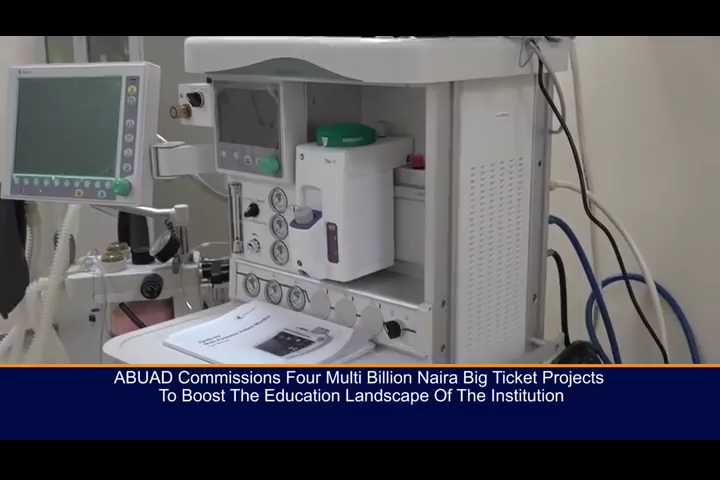 ABUAD Commissions Four Multi Billion Naira Big Ticket Projects
To Boost The Education Landscape Of The Institution